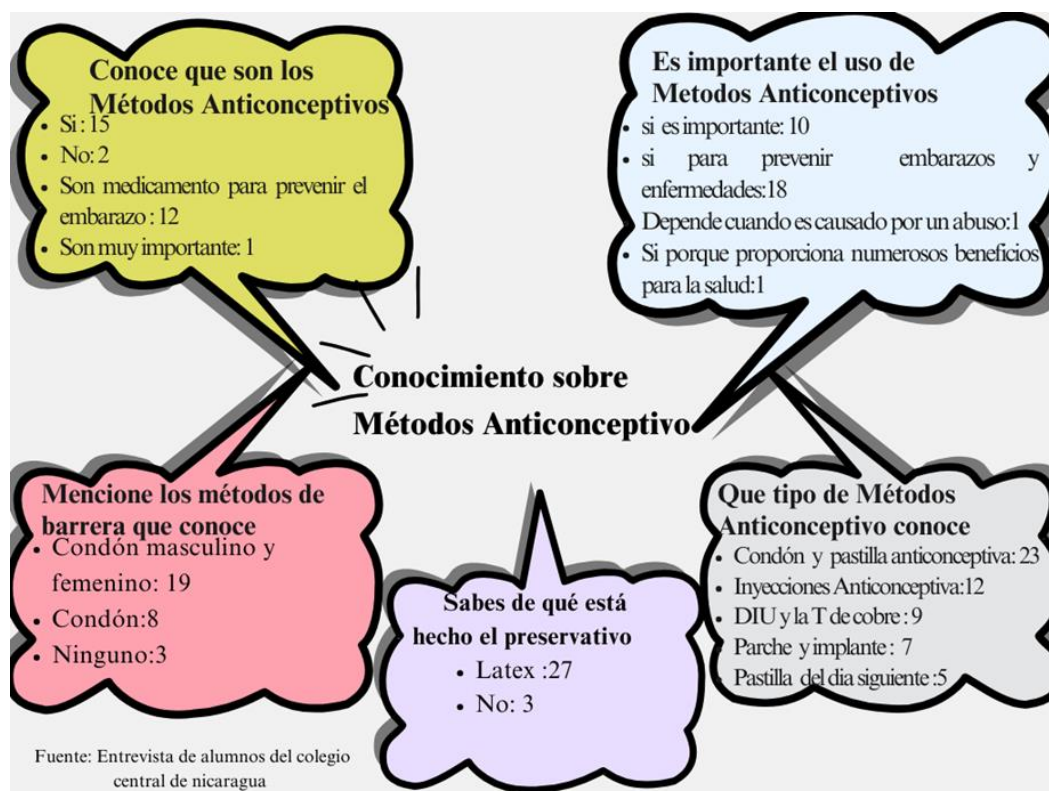 Conoce que son los
Métodos Anticonceptivos
• Si : 15
• No: 2
• Son medicamento para prevenir el
embarazo : 12
• Son muy importante: 1
Es importante el uso de
Metodos Anticonceptivos
• si es importante: 10
• si para prevenir embarazos y
enfermedades:18
Depende cuando es causado por un abuso:1
• Si porque proporciona numerosos beneficios
para la salud:1
Conocimiento sobre
Métodos Anticonceptivo
Mencione los métodos de
barrera que conoce
• Condón masculino y
femenino: 19
• Condón:8
• Ninguno:3
Sabes de qué está
hecho el preservativo
• Latex :27
• No: 3
Que tipo de Métodos
Anticonceptivo conoce
• Condón y pastilla anticonceptiva: 23
• Inyecciones Anticonceptiva:12
• DIU y la T de cobre : 9
• Parche y implante : 7
• Pastilla del dia siguiente :5
Fuente: Entrevista de alumnos del colegio
central de nicaragua